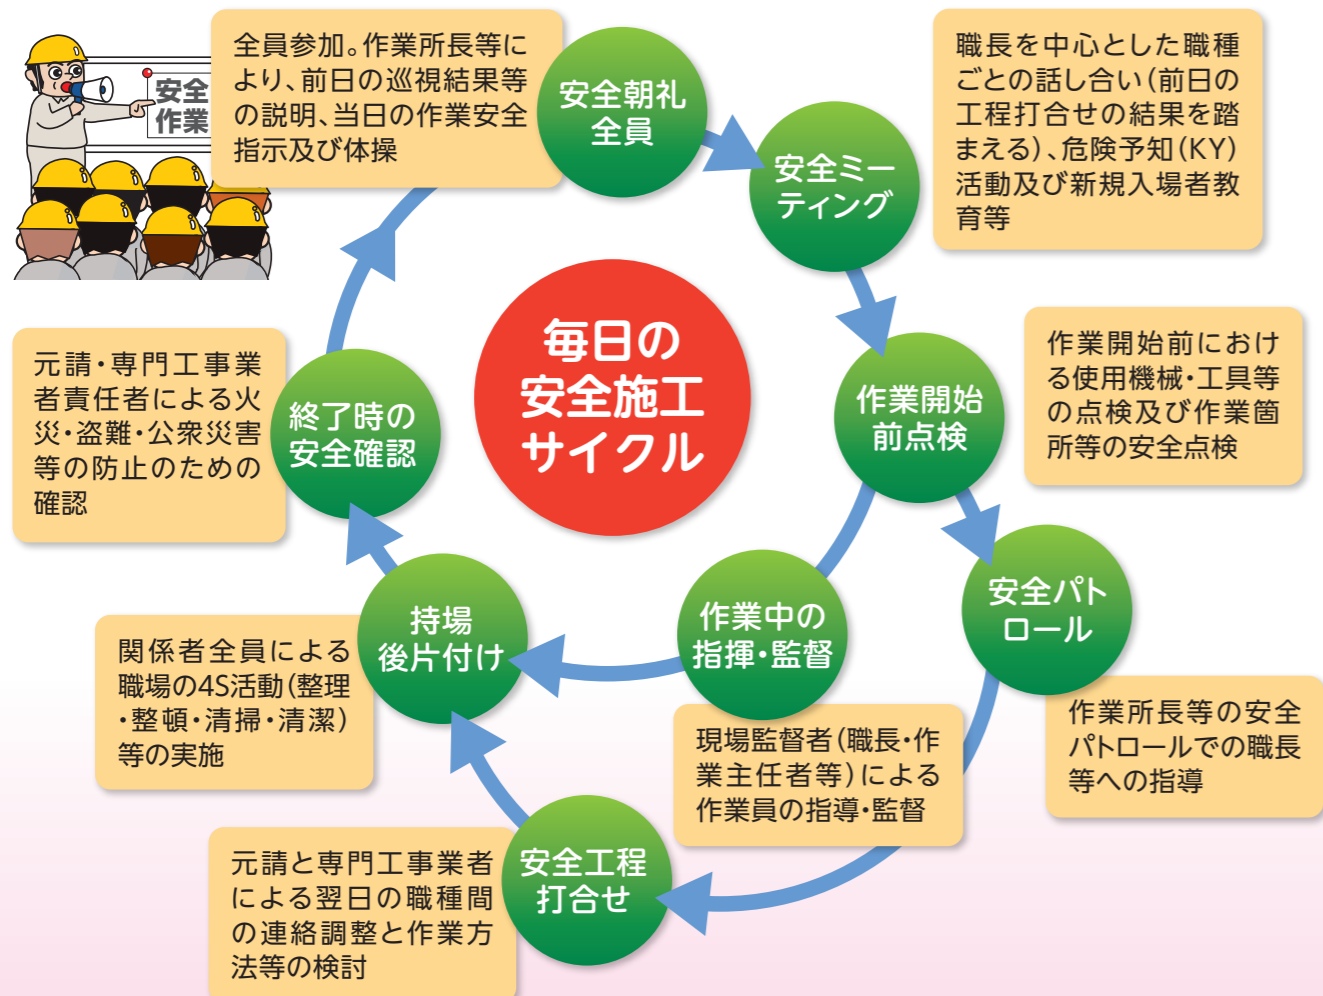 安全
作業
全員参加。作業所長等に
より、前日の巡視結果等
の説明、当日の作業安全
指示及び体操
安全朝礼
全員
安全ミー
ティング
職長を中心とした職種
ごとの話し合い(前日の
工程打合せの結果を踏
まえる)、危険予知(KY)
活動及び新規入場者教
育等
毎日の
安全施工
サイクル
作業開始
前点検
作業開始前におけ
る使用機械・工具等
の点検及び作業箇
所等の安全点検
元請・専門工事業
者責任者による火
災・盗難・公衆災害
等の防止のための
確認
終了時の
安全確認
安全パト
ロール
作業所長等の安全
パトロールでの職長
等への指導
作業中の
指揮・監督
現場監督者(職長・作
業主任者等)による
作業員の指導・監督
持場
後片付け
関係者全員による
職場の4S活動(整理
・整頓・清掃・清潔)
等の実施
安全工程
打合せ
元請と専門工事業者
による翌日の職種間
の連絡調整と作業方
法等の検討